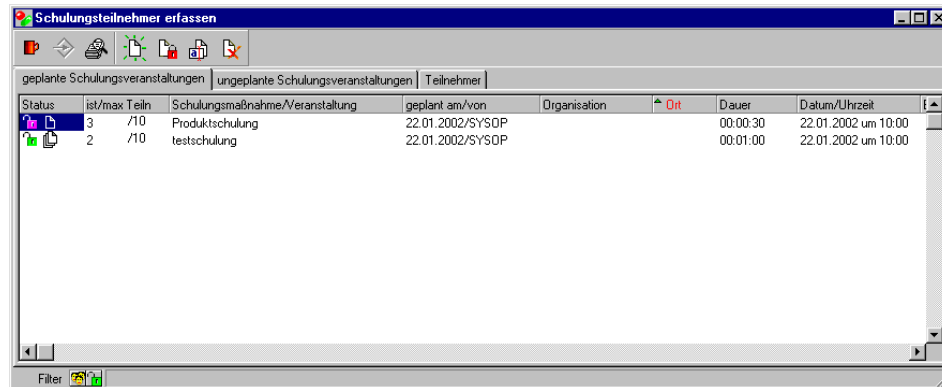 Schulungsteilnehmer erfassen
geplante Schulungsveranstaltungen ungeplante Schulungsveranstaltungen Teilnehmer
Status ist/max Teiln Schulungsmaßnahme/Veranstaltung geplant am/von Organisation Ort Dauer Datum/Uhrzeit
3 /10 Produktschulung 22.01.2002/SYSOP 00:00:30 22.01.2002 um 10:00
2 /10 testschulung 22.01.2002/SYSOP 00:01:00 22.01.2002 um 10:00
Filter